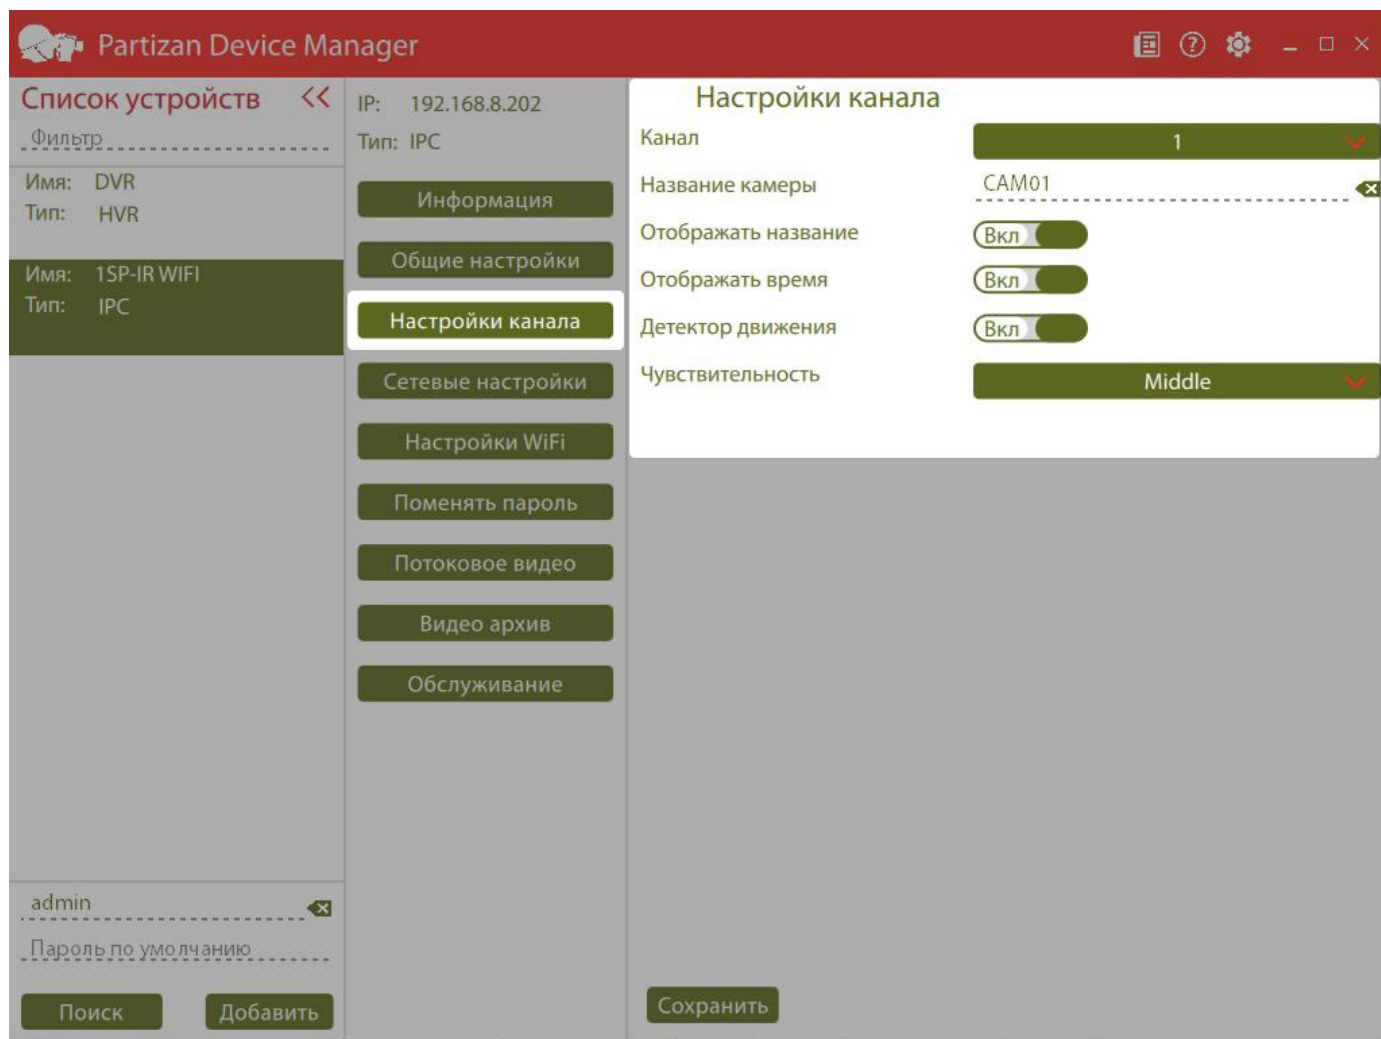 Partizan Device Manager
Список устройств <<
Фильтр
Имя: DVR
Тип: HVR
Имя: 1SP-IR WIFI
Тип: IPC
admin
Пароль по умолчанию
Поиск
Добавить
IP: 192.168.8.202
Тип: IPC
Информация
Общие настройки
Настройки канала
Сетевые настройки
Настройки WiFi
Поменять пароль
Потоковое видео
Видео архив
Обслуживание
Настройки канала
Канал 1
Название камеры CAM01
Отображать название Вкл
Отображать время Вкл
Детектор движения Вкл
Чувствительность Middle
Сохранить